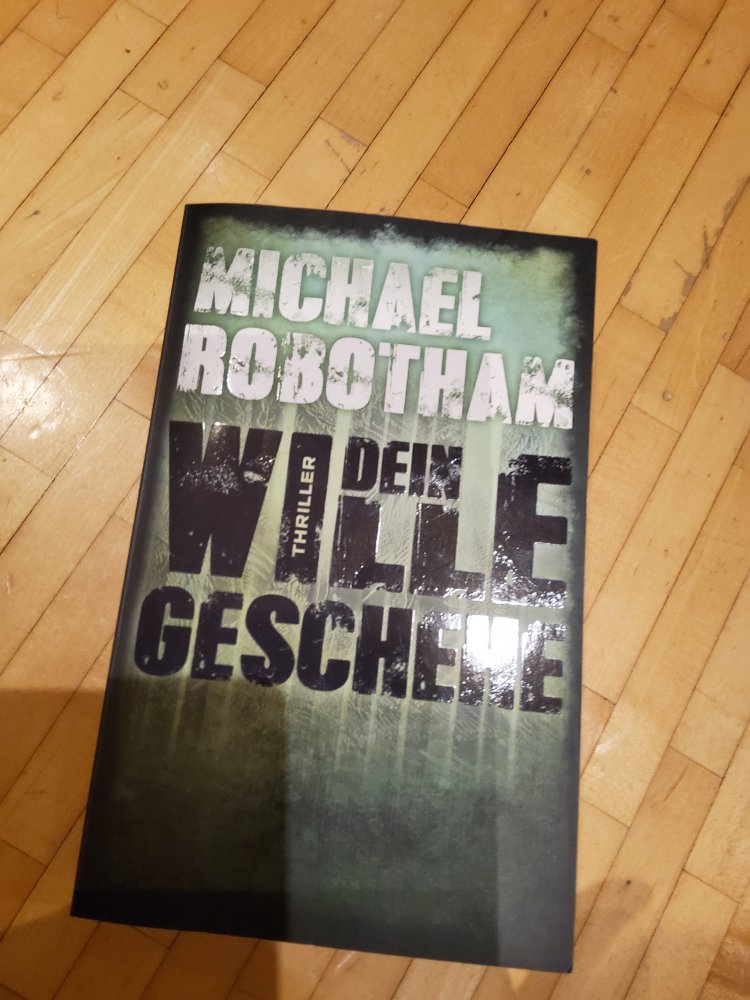 MICHAEL
ROBOTHAM
DEIN
WILLE
THRILLER
GESCHEHE